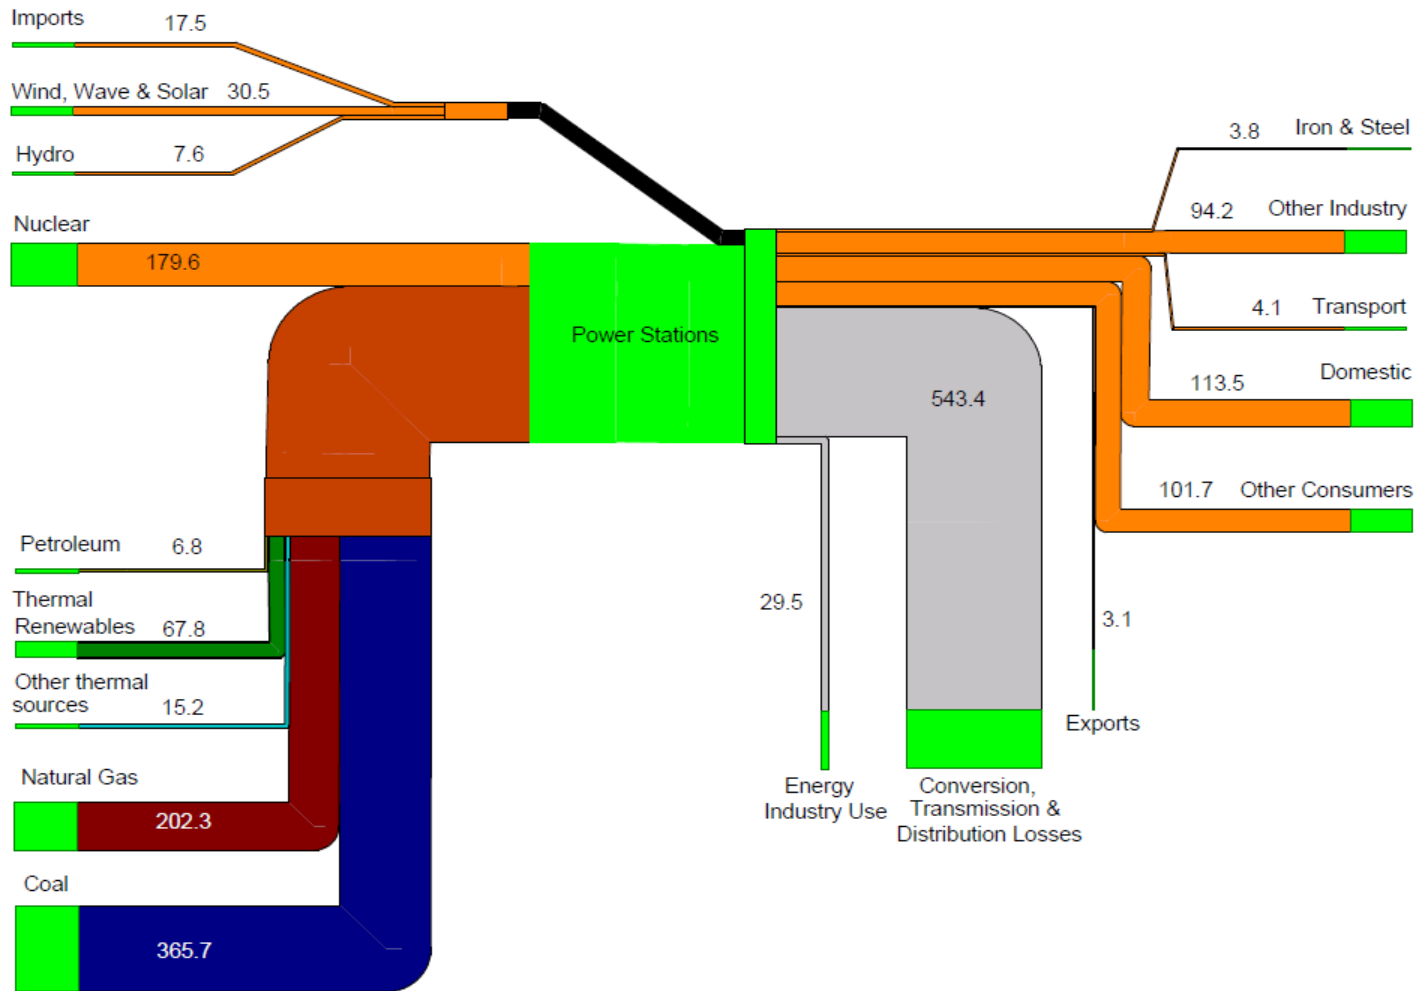 Imports
17.5
Wind, Wave & Solar 30.5
Hydro
7.6
Nuclear
179.6
Power Stations
Petroleum
6.8
Thermal
Renewables
67.8
Other thermal
sources
15.2
Natural Gas
202.3
Coal
365.7
3.8
Iron & Steel
94.2
Other Industry
4.1
Transport
113.5
Domestic
101.7
Other Consumers
543.4
29.5
3.1
Exports
Energy
Industry Use
Conversion,
Transmission &
Distribution Losses